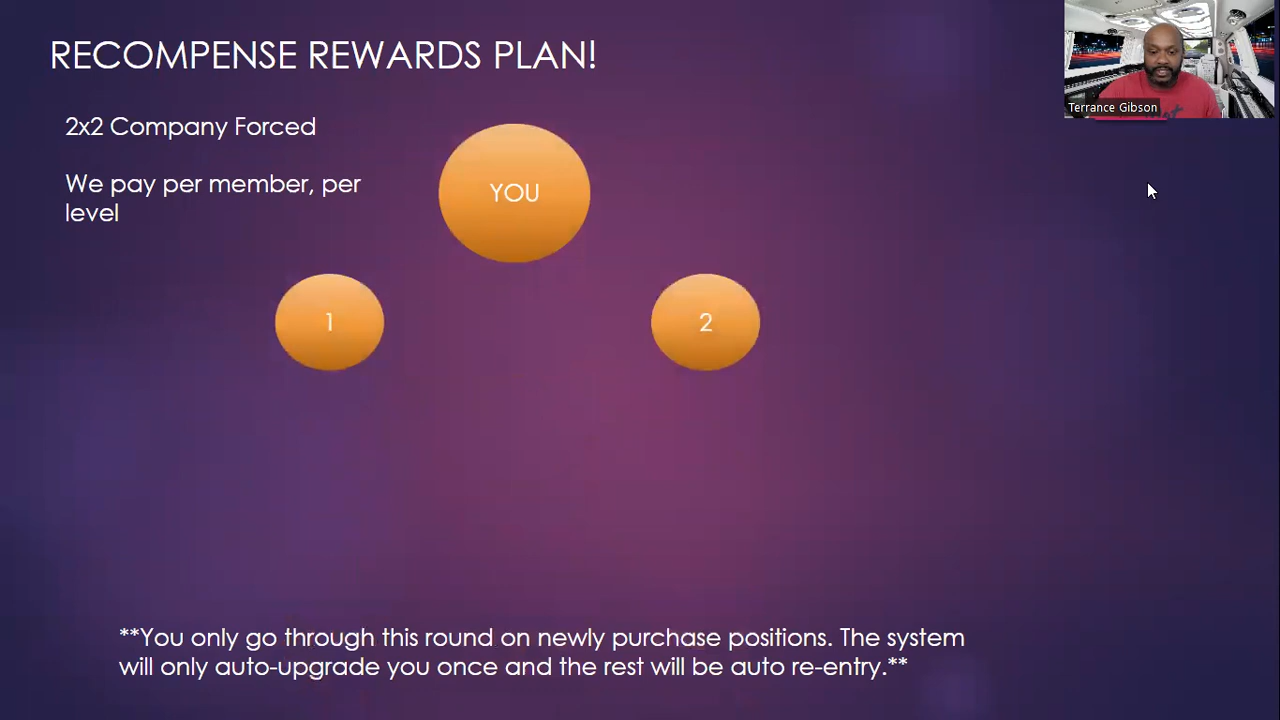 RECOMPENSE REWARDS PLAN!
Terrance Gibson
2x2 Company Forced
We pay per member, per
level
YOU
1
2
**You only go through this round on newly purchase positions. The system
will only auto-upgrade you once and the rest will be auto re-entry.**